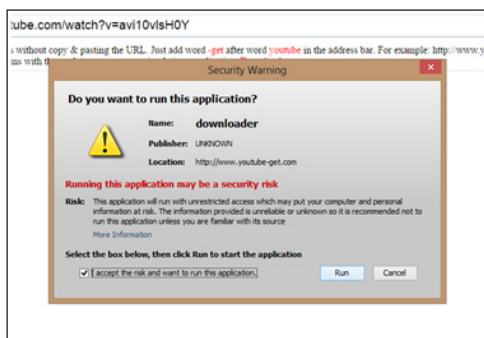 tube.com/watch?v=avi10vIsH0Y
without copy & pasting the URL. Just add word -get after word youtube in the address bar. For example: http://www.y
ms with the
Security Warning
Do you want to run this application?
Name: downloader
Publisher: UNKNOWN
Location: http://www.youtube-get.com
Running this application may be a security risk
Risk: This application will run with unrestricted access which may put your computer and personal
information at risk. The information provided is unreliable or unknown so it is recommended not to
run this application unless you are familiar with its source
More Information
Select the box below, then click Run to start the application
I accept the risk and want to run this application.
Run
Cancel